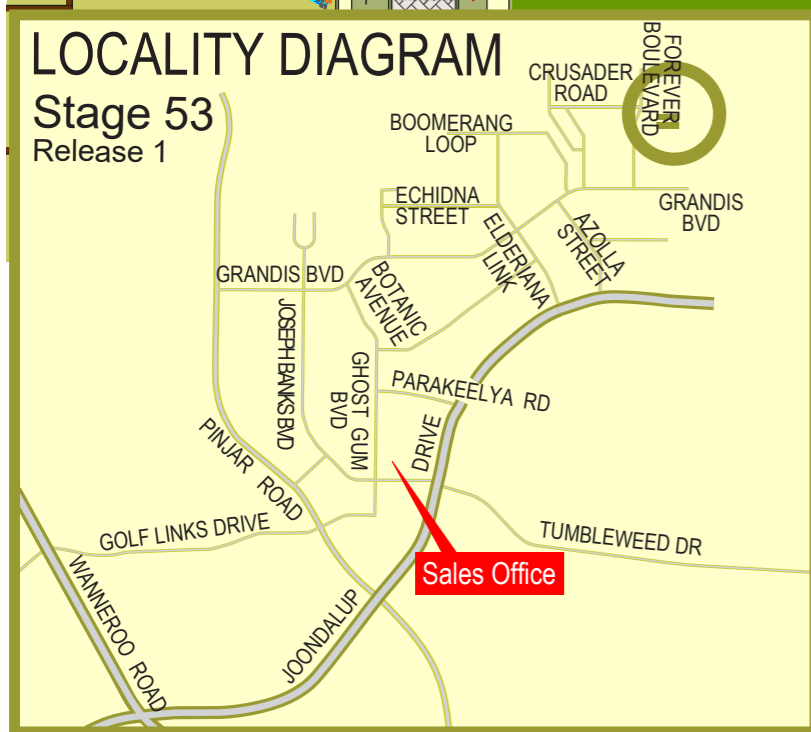 LOCALITY DIAGRAM
Stage 53
Release 1
FOREVER
BOULEVARD
CRUSADER
ROAD
BOOMERANG
LOOP
ECHIDNA
STREET
GRANDIS
BVD
AZOLLA
STREET
ELDERIANA
LINK
GRANDIS BVD
BOTANIC
AVENUE
JOSEPH BANKS BVD
GHOST GUM
BVD
PARAKEELYA RD
PINJAR ROAD
DRIVE
GOLF LINKS DRIVE
TUMBLEWEED DR
Sales Office
WANNEROO ROAD
JOONDALUP